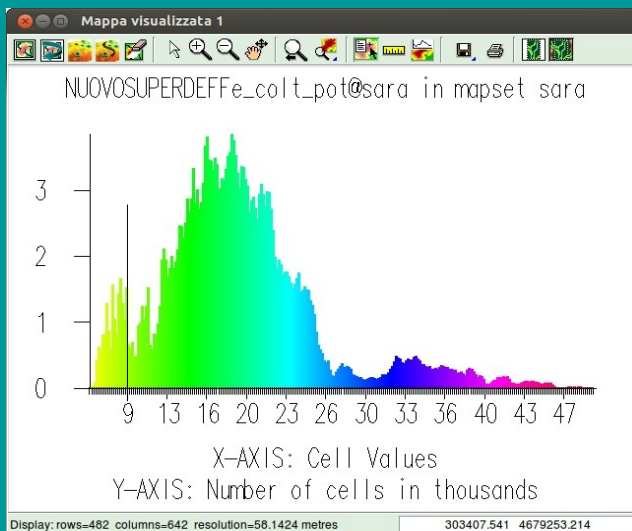 Mappa visualizzata 1
NUOVOSUPERDEFFe_colt_pot@sara in mapset sara
3
2
1
0
9 13 16 20 23 26 30 33 36 40 43 47
X-AXIS: Cell Values
Y-AXIS: Number of cells in thousands
Display: rows=482 columns=642 resolution=58.1424 metres 303407.541 4679253.214